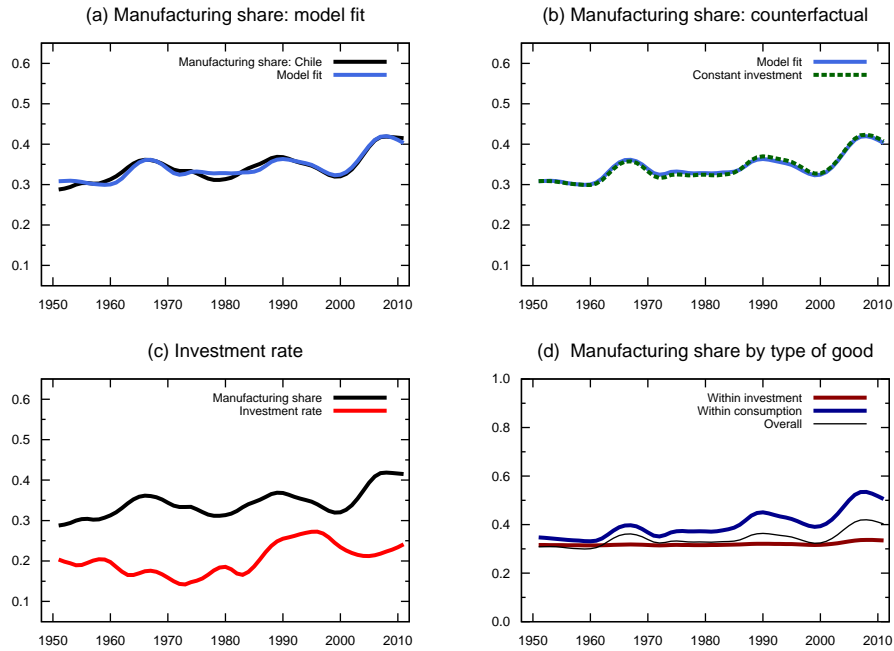 (a) Manufacturing share: model fit
0.6
0.5
0.4
0.3
0.2
0.1
Manufacturing share: Chile
Model fit
1950 1960 1970 1980 1990 2000 2010
(b) Manufacturing share: counterfactual
0.6
0.5
0.4
0.3
0.2
0.1
Model fit
Constant investment
1950 1960 1970 1980 1990 2000 2010
(c) Investment rate
0.6
0.5
0.4
0.3
0.2
0.1
Manufacturing share
Investment rate
1950 1960 1970 1980 1990 2000 2010
(d) Manufacturing share by type of good
1.0
0.8
0.6
0.4
0.2
0.0
Within investment
Within consumption
Overall
1950 1960 1970 1980 1990 2000 2010